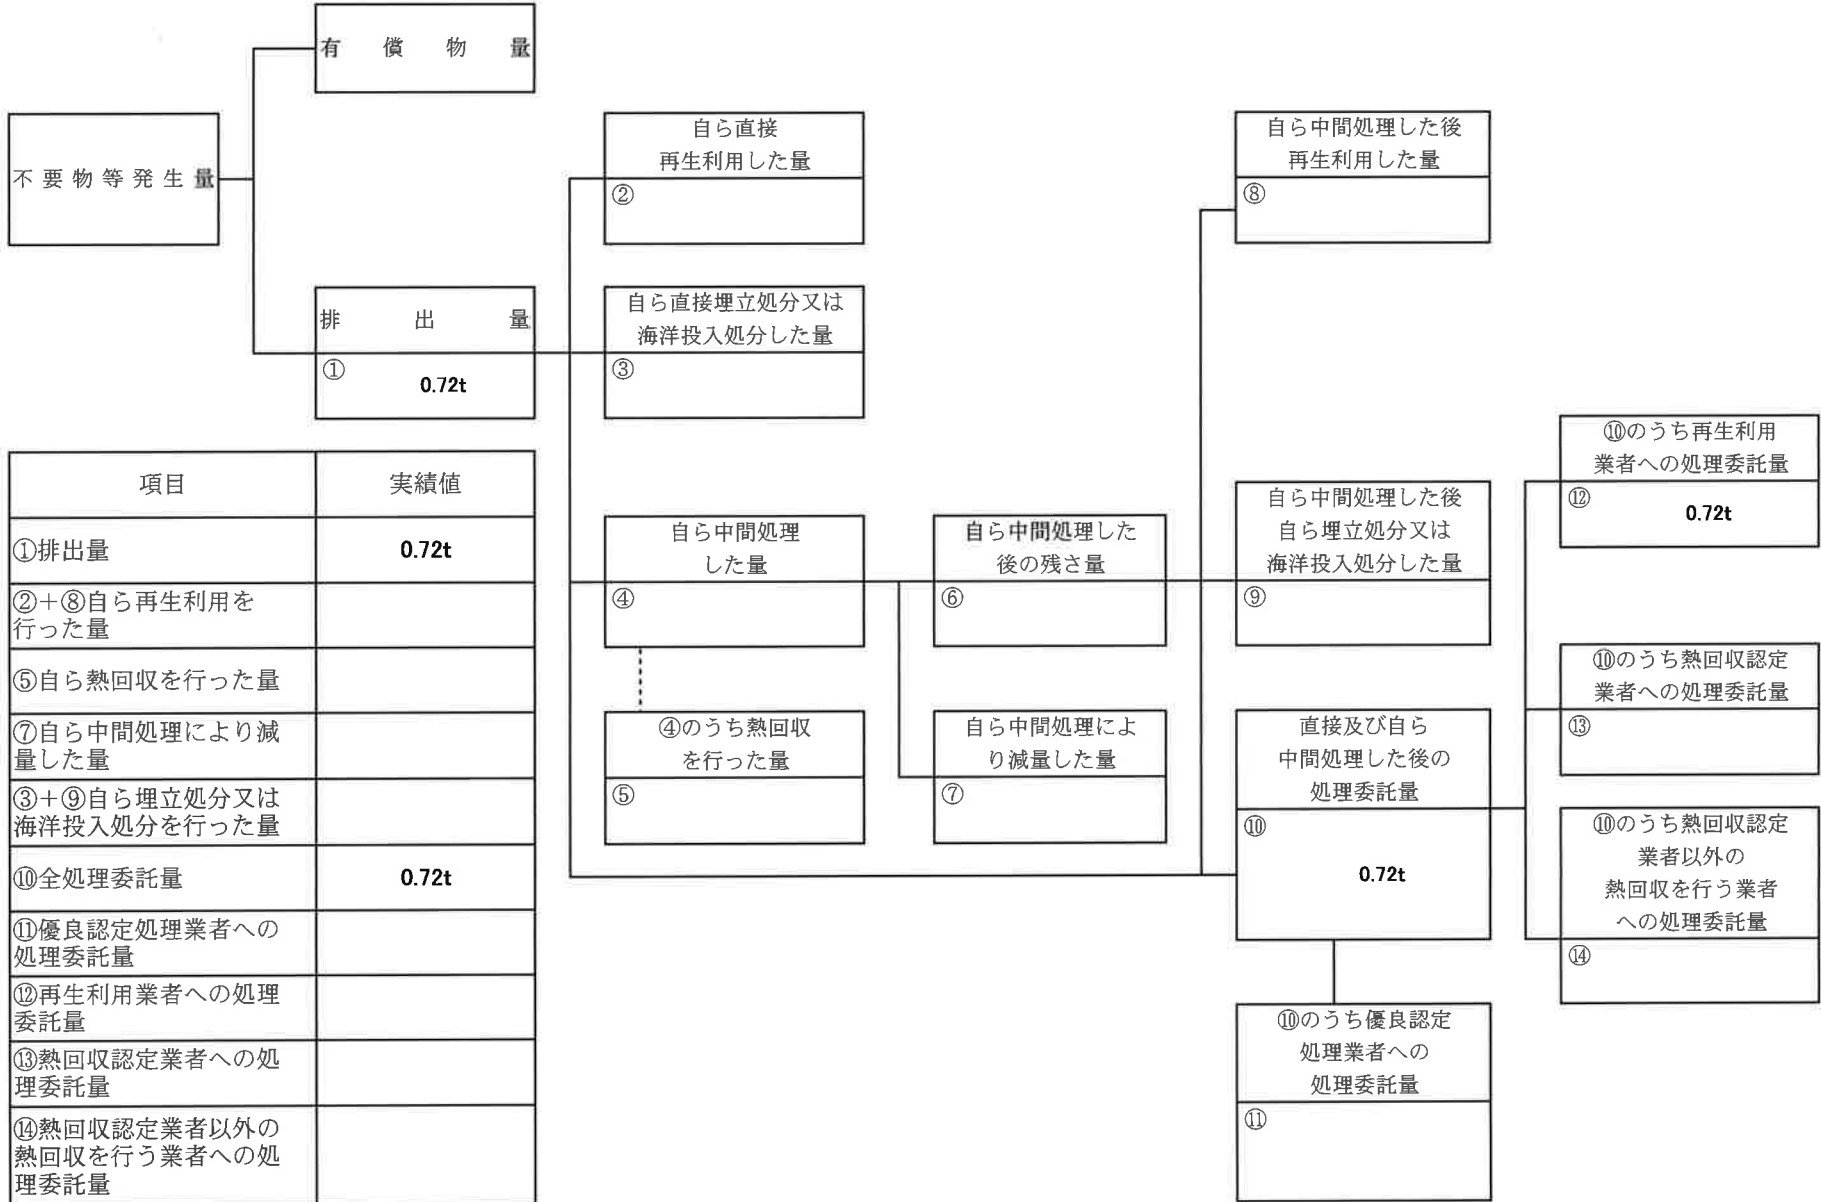 有償物量
不要物等発生量
排出量
①
0.72t
自ら直接
再生利用した量
②
自ら直接埋立処分又は
海洋投入処分した量
③
自ら中間処理
した量
④
④のうち熱回収
を行った量
⑤
自ら中間処理した
後の残さ量
⑥
自ら中間処理によ
り減量した量
⑦
自ら中間処理した後
再生利用した量
⑧
自ら中間処理した後
自ら埋立処分又は
海洋投入処分した量
⑨
直接及び自ら
中間処理した後の
処理委託量
⑩
0.72t
⑩のうち優良認定
処理業者への
処理委託量
⑪
⑩のうち再生利用
業者への処理委託量
⑫
0.72t
⑩のうち熱回収認定
業者への処理委託量
⑬
⑩のうち熱回収認定
業者以外の
熱回収を行う業者
への処理委託量
⑭
項目 実績値
①排出量 0.72t
②＋⑧自ら再生利用を
行った量
⑤自ら熱回収を行った量
⑦自ら中間処理により減
量した量
③＋⑨自ら埋立処分又は
海洋投入処分を行った量
⑩全処理委託量 0.72t
⑪優良認定処理業者への
処理委託量
⑫再生利用業者への処理
委託量
⑬熱回収認定業者への処
理委託量
⑭熱回収認定業者以外の
熱回収を行う業者への処
理委託量